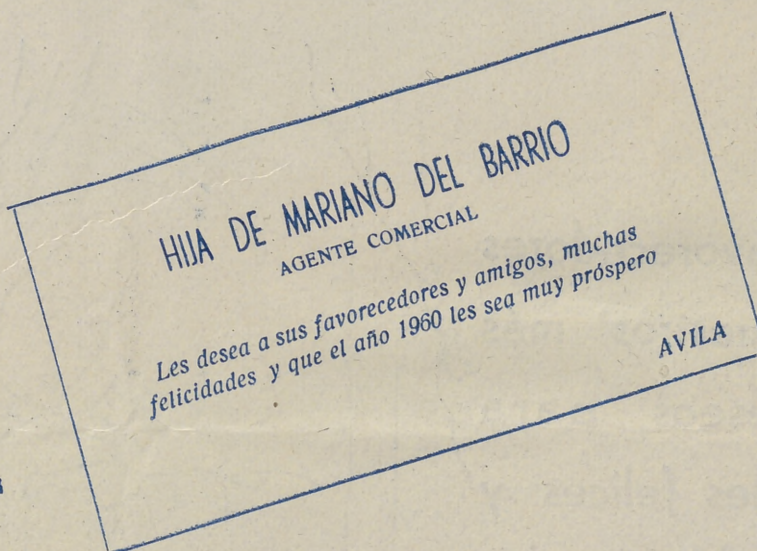 HIJA DE MARIANO DEL BARRIO
AGENTE COMERCIAL
Les desea a sus favorecedores y amigos, muchas
felicidades y que el año 1960 les sea muy próspero
AVILA